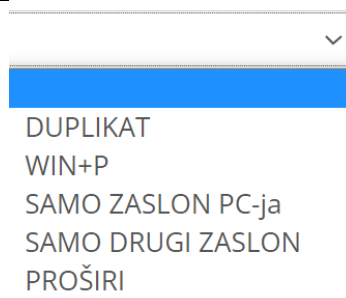 DUPLIKAT
WIN+P
SAMO ZASLON PC-ja
SAMO DRUGI ZASLON
PROŠIRI